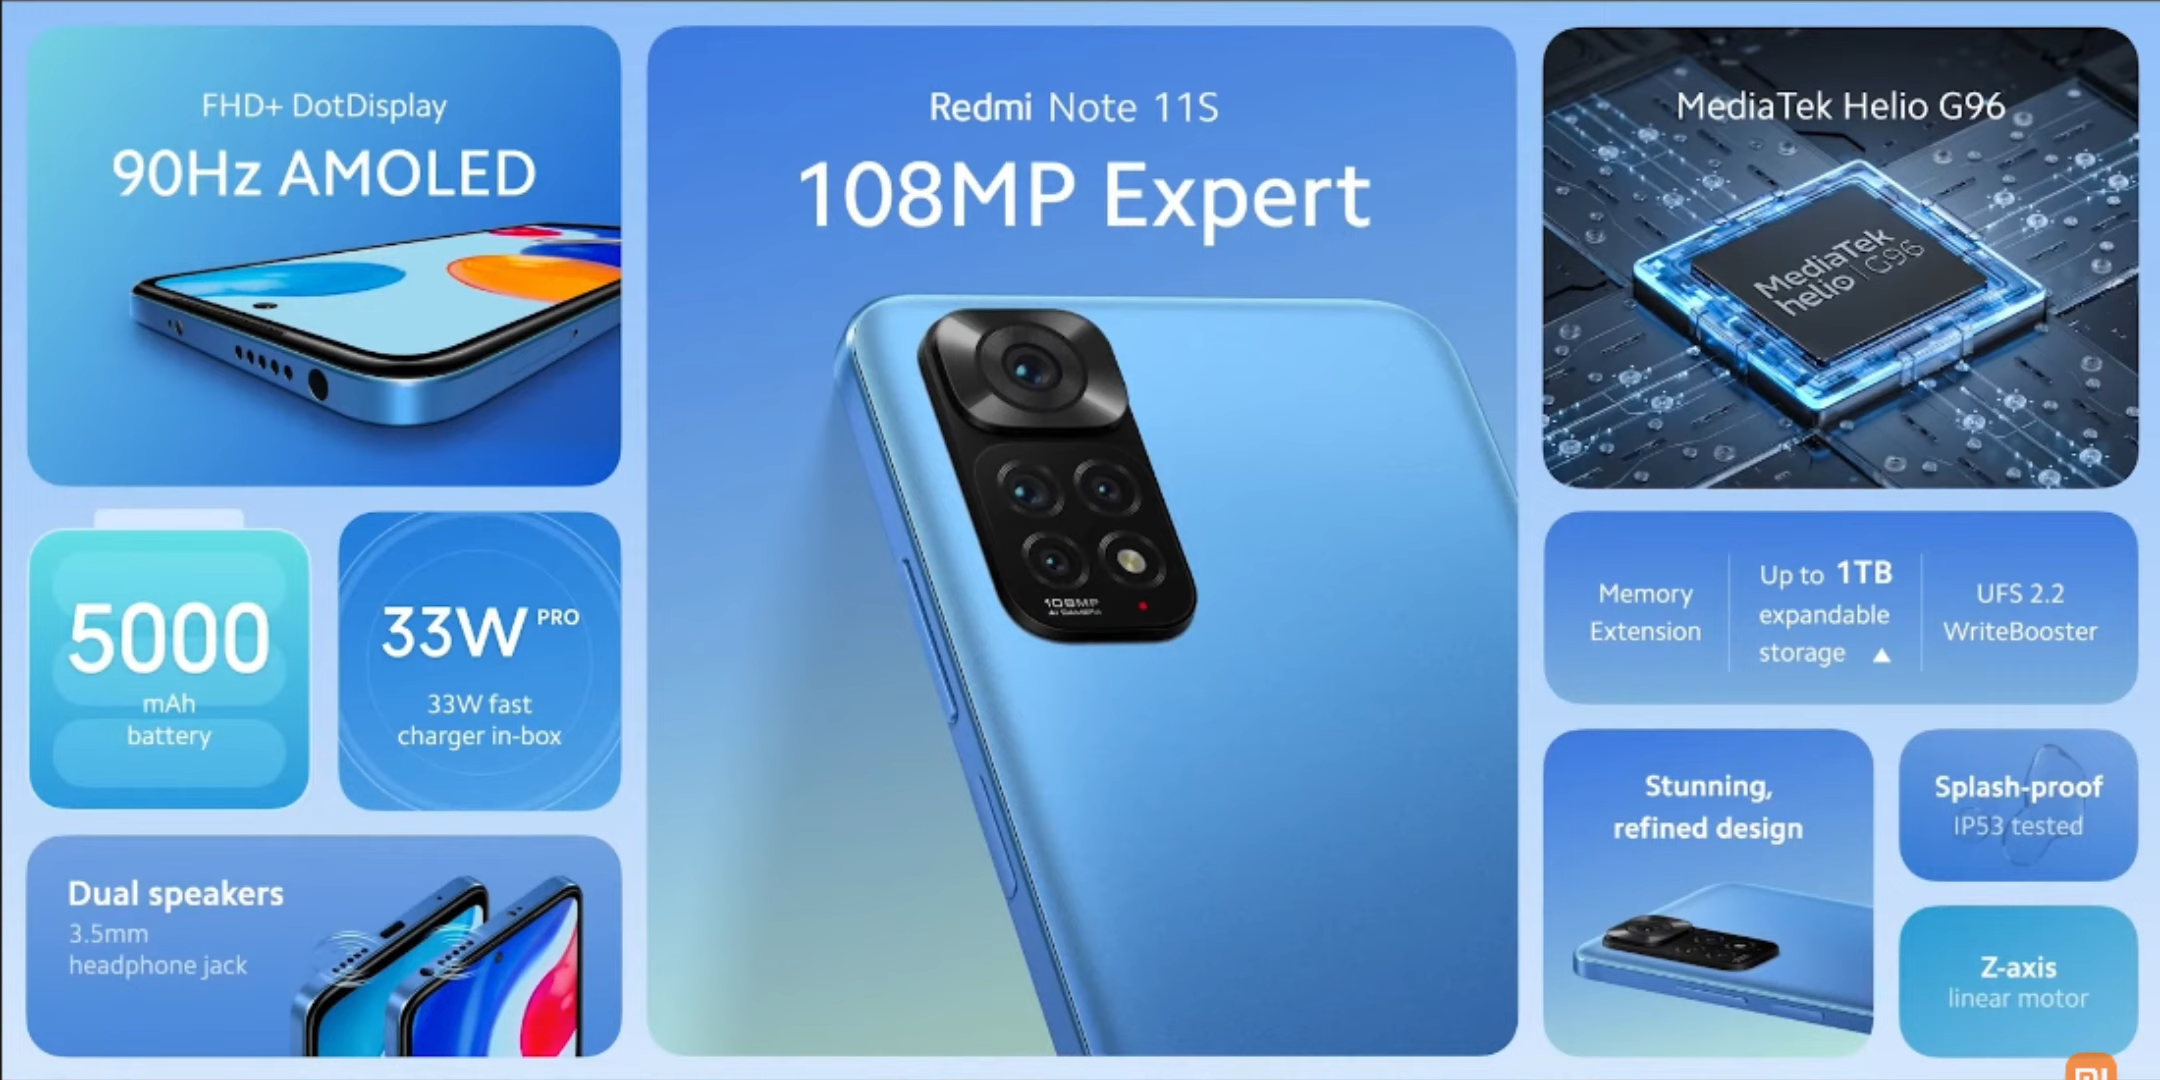 FHD+ DotDisplay
90Hz AMOLED
Redmi Note 11S
108MP Expert
108MP
AI CAMERA
MediaTek Helio G96
MediaTek
helio | G96
5000
mAh
battery
33W PRO
33W fast
charger in-box
Memory
Extension
Up to 1TB
expandable
storage ▲
UFS 2.2
WriteBooster
Dual speakers
3.5mm
headphone jack
Stunning,
refined design
Splash-proof
IP53 tested
Z-axis
linear motor